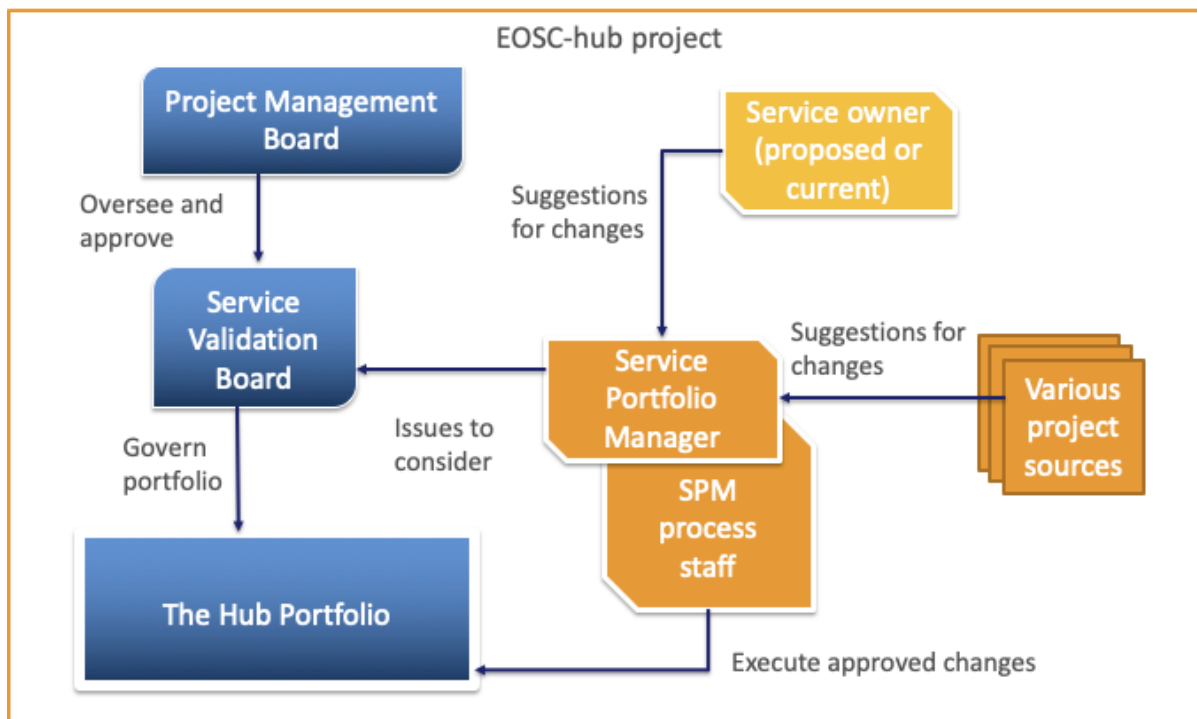 EOSC-hub project
Project Management
Board
Service owner
(proposed or
current)
Oversee and
approve
Suggestions
for changes
Service
Validation
Board
Suggestions for
changes
Service
Portfolio
Manager
Various
project
sources
Issues to
consider
Govern
portfolio
SPM
process
staff
The Hub Portfolio
Execute approved changes